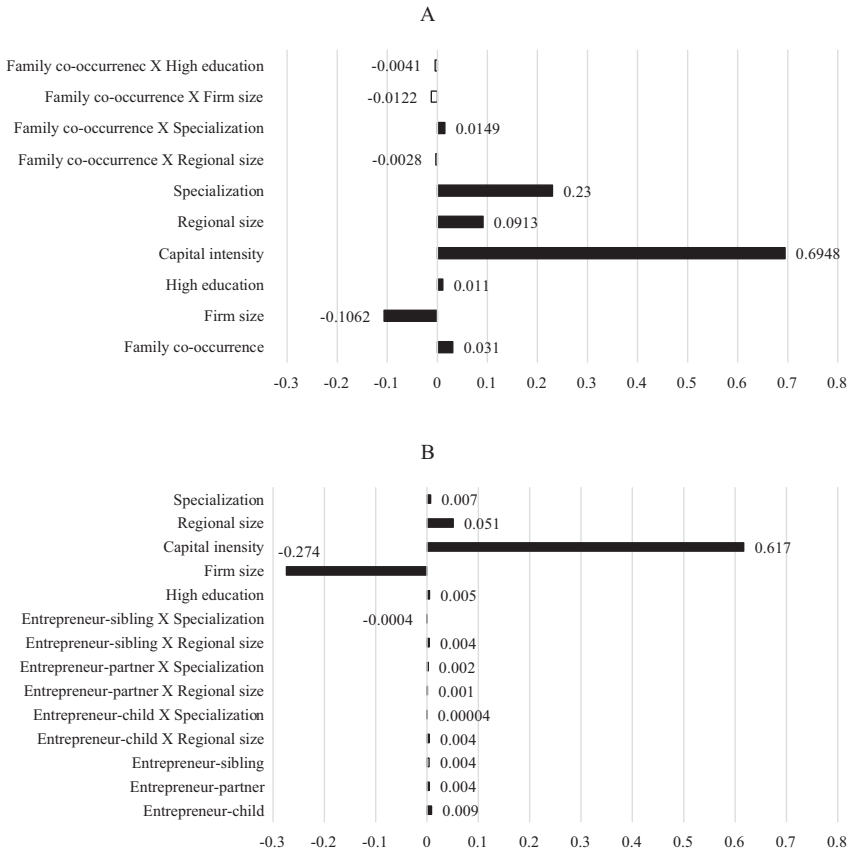 A
Family co-occurrenec X High education -0.0041
Family co-occurrence X Firm size -0.0122
Family co-occurrence X Specialization 0.0149
Family co-occurrence X Regional size -0.0028
Specialization 0.23
Regional size 0.0913
Capital intensity 0.6948
High education 0.011
Firm size -0.1062
Family co-occurrence 0.031
-0.3 -0.2 -0.1 0 0.1 0.2 0.3 0.4 0.5 0.6 0.7 0.8
B
Specialization 0.007
Regional size 0.051
Capital inensity 0.617
Firm size -0.274
High education 0.005
Entrepreneur-sibling X Specialization -0.0004
Entrepreneur-sibling X Regional size 0.004
Entrepreneur-partner X Specialization 0.002
Entrepreneur-partner X Regional size 0.001
Entrepreneur-child X Specialization 0.00004
Entrepreneur-child X Regional size 0.004
Entrepreneur-sibling 0.004
Entrepreneur-partner 0.004
Entrepreneur-child 0.009
-0.3 -0.2 -0.1 0 0.1 0.2 0.3 0.4 0.5 0.6 0.7 0.8